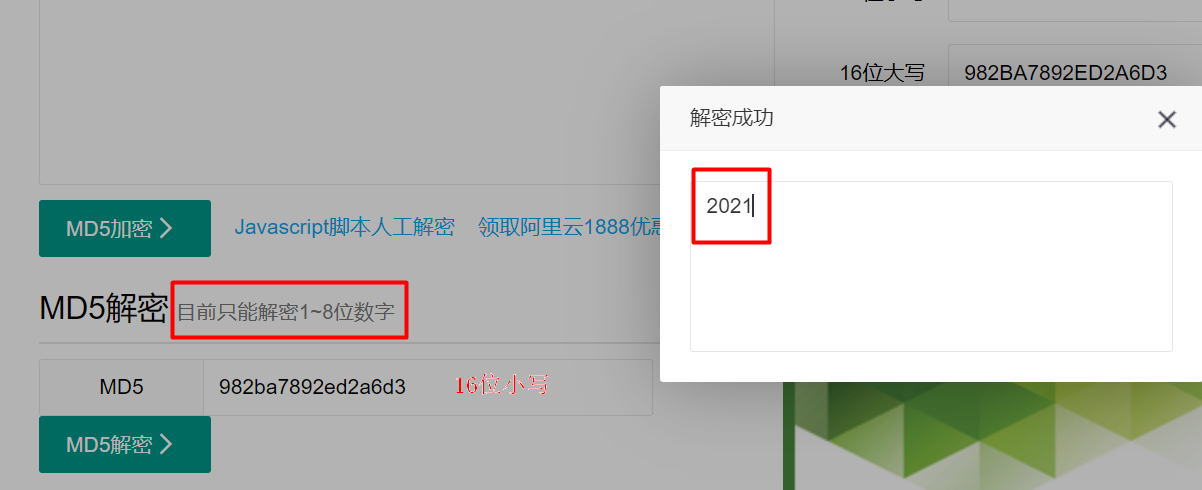 16位大写 982BA7892ED2A6D3
解密成功
2021
MD5加密 Javascript脚本人工解密 领取阿里云1888优惠
MD5解密 目前只能解密1~8位数字
MD5 982ba7892ed2a6d3 16位小写
MD5解密